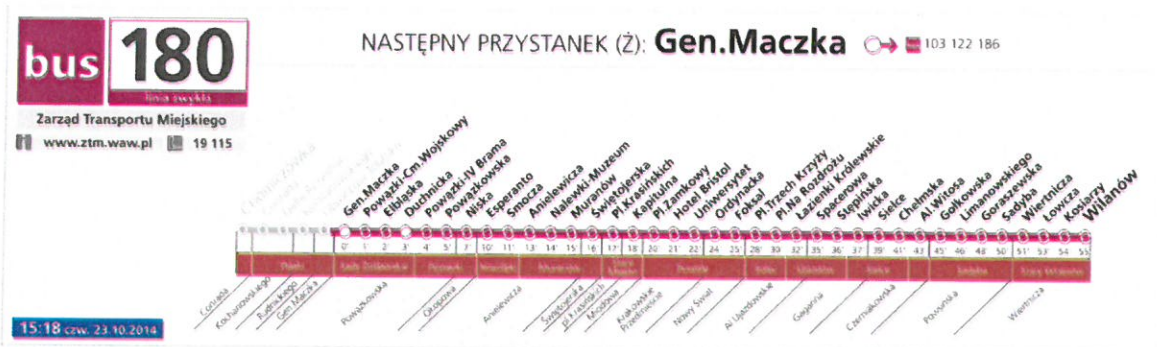 bus 180
linia zwykła
Zarząd Transportu Miejskiego
www.ztm.waw.pl 19 115
NASTĘPNY PRZYSTANEK (Ż): Gen.Maczka 103 122 186
Gen.Maczka
Powązki-Cm.Wojskowy
Elbląska
Duchnicka
Powązki-IV Brama
Powązkowska
Niska
Esperanto
Smocza
Anielewicza
Nalewki-Muzeum
Muranów
Świętojerska
Pl.Krasińskich
Kapitulna
Pl.Zamkowy
Hotel Bristol
Uniwersytet
Ordynacka
Foksal
Pl.Trzech Krzyży
Pl.Na Rozdrożu
Łazienki Królewskie
Spacerowa
Stępińska
Iwicka
Sielce
Chełmska
Al.Witosa
Gołkowska
Limanowskiego
Goraszewska
Sadyba
Wiertnicza
Łowcza
Kosiarzy
Wilanów
0' 1' 2' 3' 4' 5' 7' 10' 11' 13' 14' 15' 16' 17' 18' 20' 21' 22' 24' 25' 28' 30' 32' 35' 36' 37' 39' 41' 43' 45' 46' 48' 50' 51' 53' 54' 55'
Conrada
Kochanowskiego
Rudnickiego
Gen.Maczka
Powązkowska
Okopowa
Anielewicza
Świętojerska
pl.Krasińskich
Miodowa
Krakowskie Przedmieście
Nowy Świat
Al.Ujazdowskie
Gagarina
Czerniakowska
Powsińska
Wiertnicza
15:18 czw. 23.10.2014